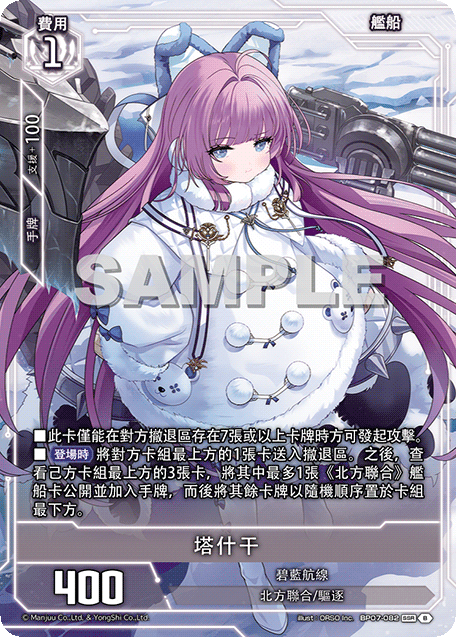 費用
艦船
1
支援+100
手牌
SAMPLE
■此卡僅能在對方撤退區存在7張或以上卡牌時方可發起攻擊。
■登場時 將對方卡組最上方的1張卡送入撤退區。之後，查
看己方卡組最上方的3張卡，將其中最多1張《北方聯合》艦
船卡公開並加入手牌，而後將其餘卡牌以隨機順序置於卡組
最下方。
塔什干
400
碧藍航線
北方聯合/驅逐
© Manjuu Co.,Ltd. & YongShi Co.,Ltd.
illust ORSO Inc. BP07-082 SSR B